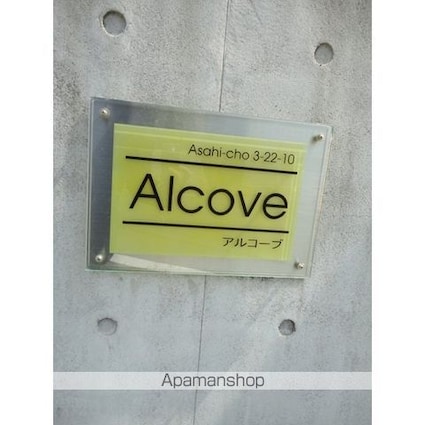 Asahi-cho 3-22-10
Alcove
アルコーブ
Apamanshop